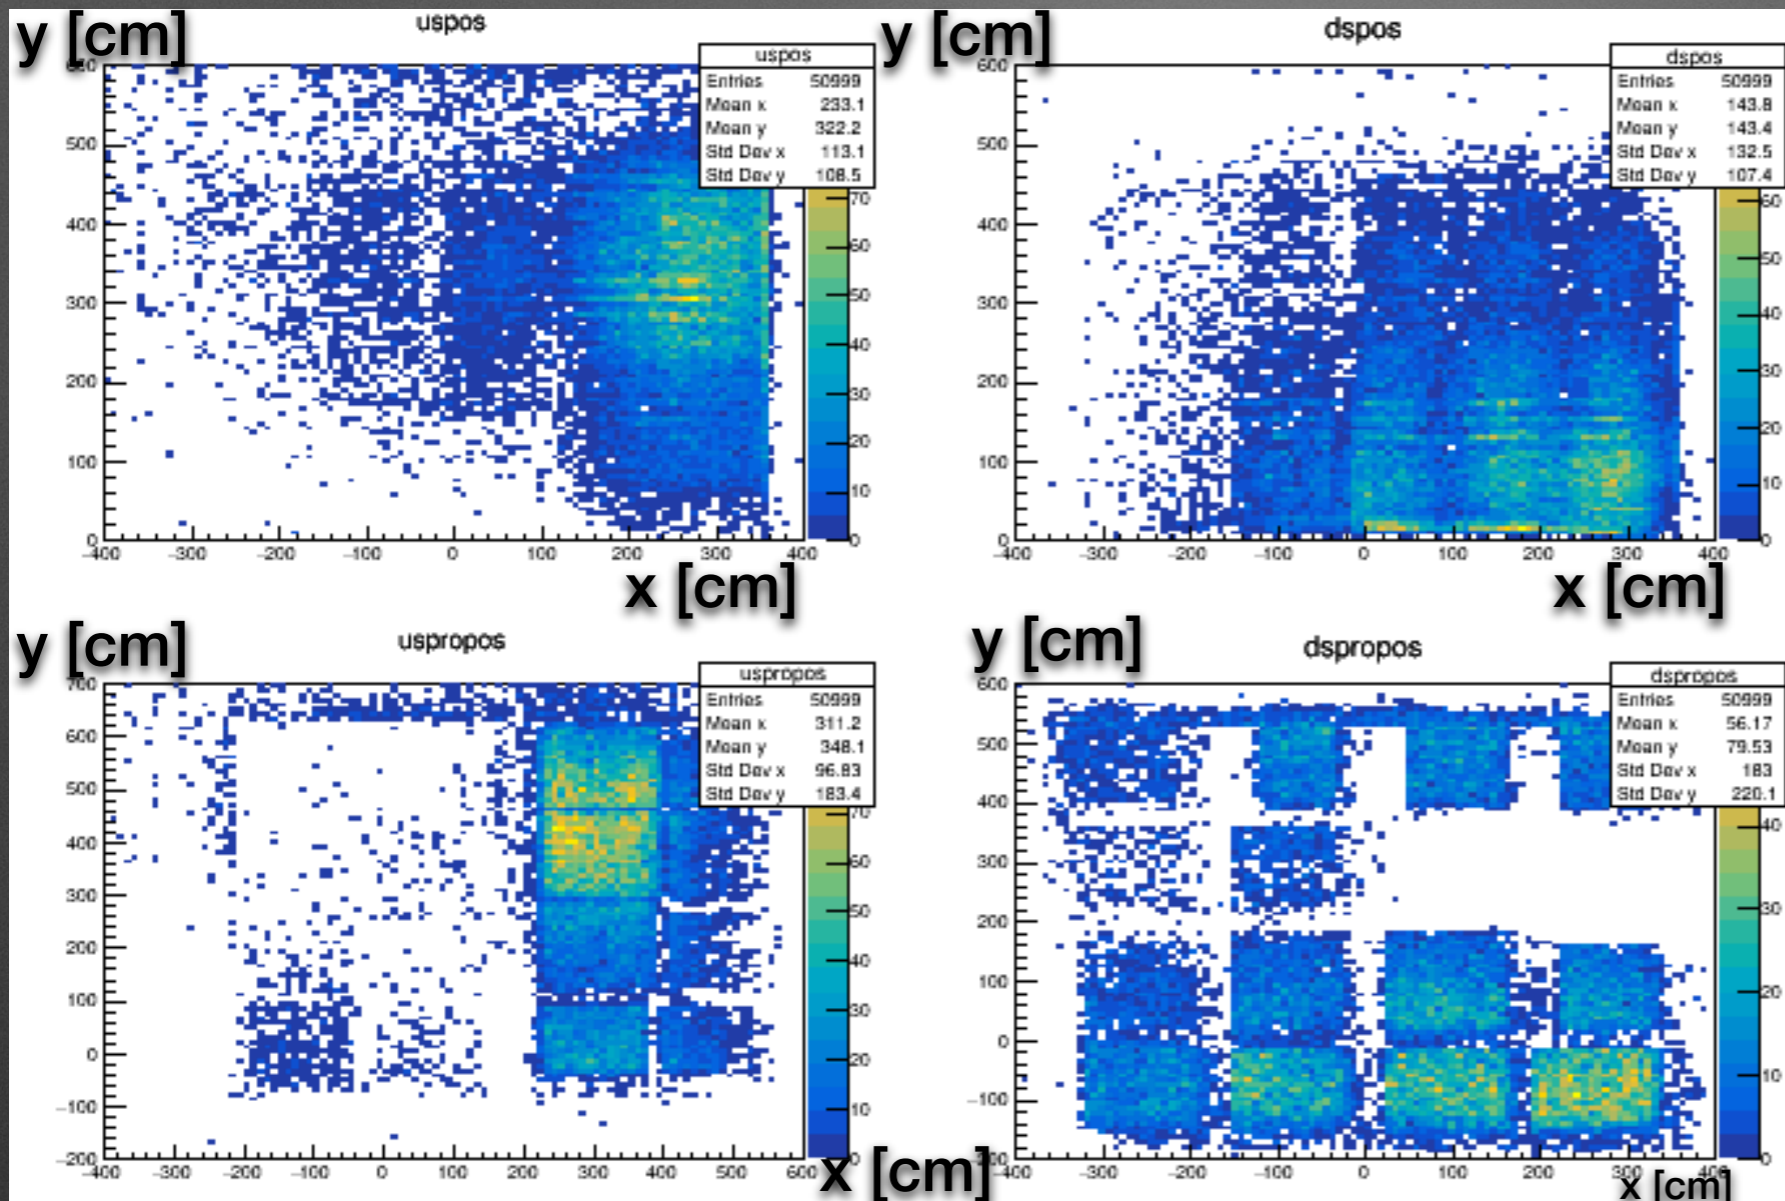 y [cm]
uspos
uspos
Entries 50999
Mean x 233.1
Mean y 322.2
Std Dev x 113.1
Std Dev y 108.5
600
500
400
300
200
100
0
-400 -300 -200 -100 0 100 200 300 400
70
60
50
40
30
20
10
0
x [cm]
y [cm]
dspos
dspos
Entries 50999
Mean x 143.8
Mean y 143.4
Std Dev x 132.5
Std Dev y 107.4
600
500
400
300
200
100
0
-400 -300 -200 -100 0 100 200 300 400
60
50
40
30
20
10
0
x [cm]
y [cm]
uspropos
uspropos
Entries 50999
Mean x 311.2
Mean y 348.1
Std Dev x 96.83
Std Dev y 183.4
700
600
500
400
300
200
100
0
-100
-200
-400 -300 -200 -100 0 100 200 300 400 500 600
70
60
50
40
30
20
10
0
x [cm]
y [cm]
dspropos
dspropos
Entries 50999
Mean x 56.17
Mean y 79.53
Std Dev x 183
Std Dev y 220.1
600
500
400
300
200
100
0
-100
-400 -300 -200 -100 0 100 200 300 400
40
30
20
10
0
x [cm]